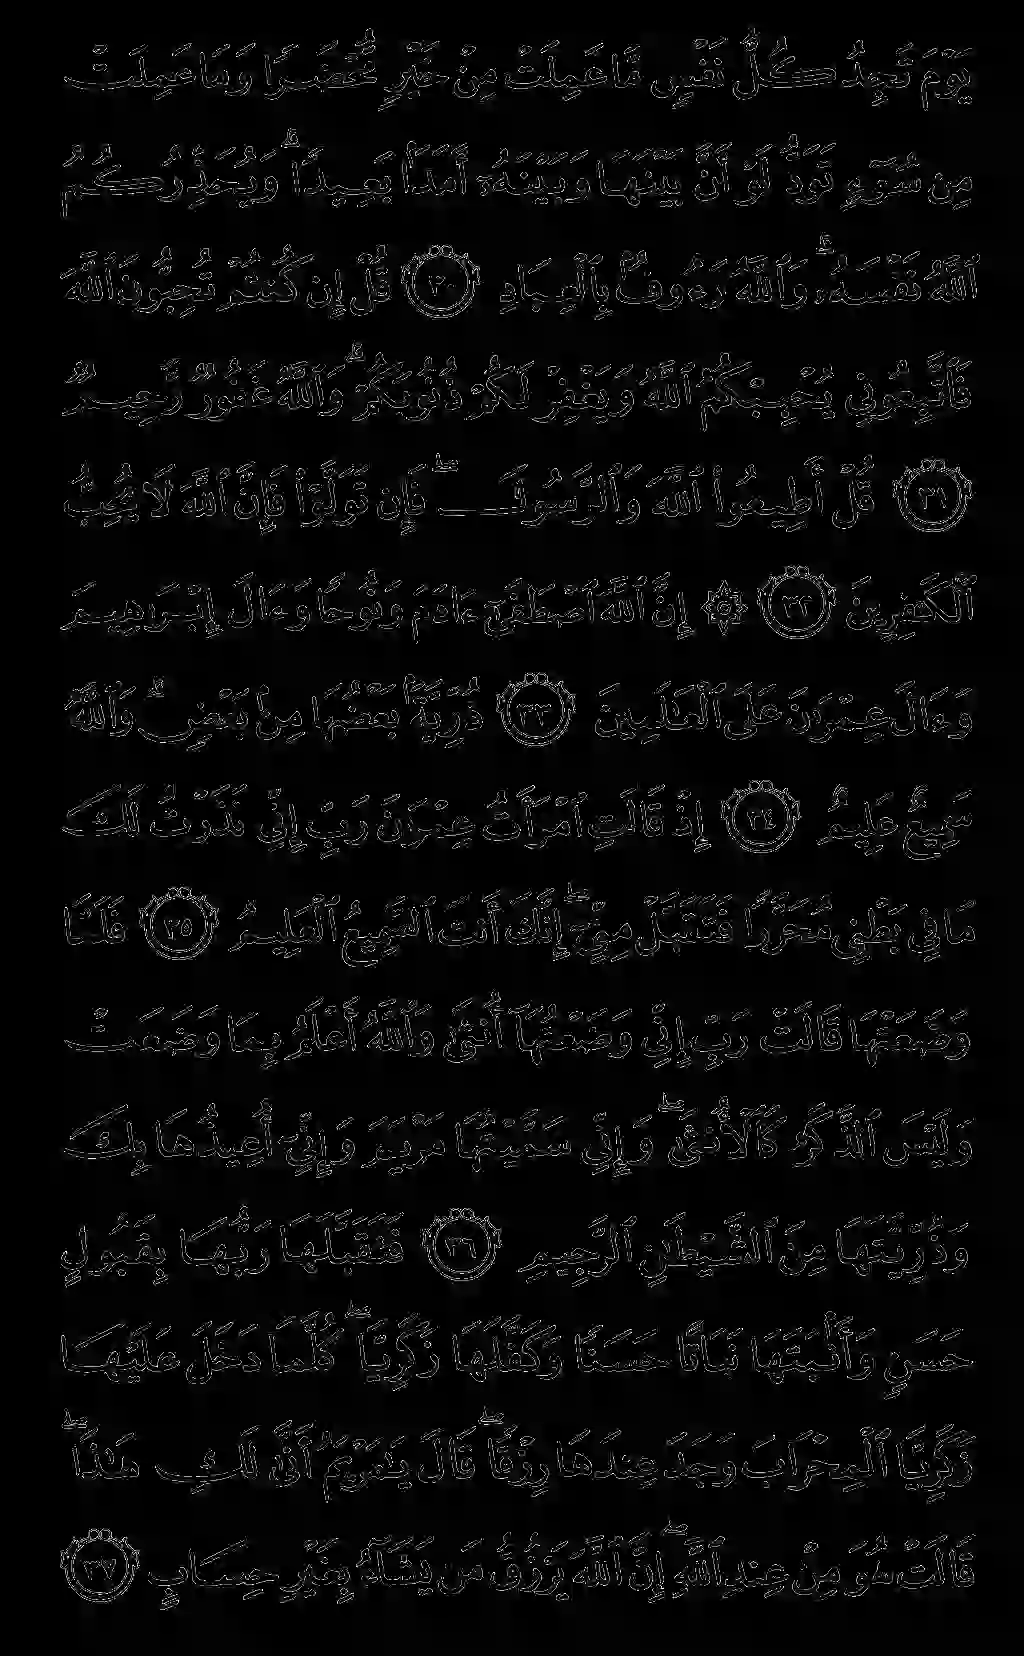 يَوْمَ تَجِدُ كُلُّ نَفْسٍ مَّا عَمِلَتْ مِنْ خَيْرٍ مُّحْضَرًا وَمَا عَمِلَتْ
مِن سُوٓءٍ تَوَدُّ لَوْ أَنَّ بَيْنَهَا وَبَيْنَهُۥٓ أَمَدًۢا بَعِيدًا ۗ وَيُحَذِّرُكُمُ
ٱللَّهُ نَفْسَهُۥ ۗ وَٱللَّهُ رَءُوفٌۢ بِٱلْعِبَادِ ٣٠ قُلْ إِن كُنتُمْ تُحِبُّونَ ٱللَّهَ
فَٱتَّبِعُونِي يُحْبِبْكُمُ ٱللَّهُ وَيَغْفِرْ لَكُمْ ذُنُوبَكُمْ ۗ وَٱللَّهُ غَفُورٌ رَّحِيمٌ
٣١ قُلْ أَطِيعُوا۟ ٱللَّهَ وَٱلرَّسُولَ ۖ فَإِن تَوَلَّوْا۟ فَإِنَّ ٱللَّهَ لَا يُحِبُّ
ٱلْكَٰفِرِينَ ٣٢ ۞ إِنَّ ٱللَّهَ ٱصْطَفَىٰٓ ءَادَمَ وَنُوحًا وَءَالَ إِبْرَٰهِيمَ
وَءَالَ عِمْرَٰنَ عَلَى ٱلْعَٰلَمِينَ ٣٣ ذُرِّيَّةًۢ بَعْضُهَا مِنۢ بَعْضٍ ۗ وَٱللَّهُ
سَمِيعٌ عَلِيمٌ ٣٤ إِذْ قَالَتِ ٱمْرَأَتُ عِمْرَٰنَ رَبِّ إِنِّي نَذَرْتُ لَكَ
مَا فِي بَطْنِي مُحَرَّرًا فَتَقَبَّلْ مِنِّيٓ ۖ إِنَّكَ أَنتَ ٱلسَّمِيعُ ٱلْعَلِيمُ ٣٥ فَلَمَّا
وَضَعَتْهَا قَالَتْ رَبِّ إِنِّي وَضَعْتُهَآ أُنثَىٰ وَٱللَّهُ أَعْلَمُ بِمَا وَضَعَتْ
وَلَيْسَ ٱلذَّكَرُ كَٱلْأُنثَىٰ ۖ وَإِنِّي سَمَّيْتُهَا مَرْيَمَ وَإِنِّيٓ أُعِيذُهَا بِكَ
وَذُرِّيَّتَهَا مِنَ ٱلشَّيْطَٰنِ ٱلرَّجِيمِ ٣٦ فَتَقَبَّلَهَا رَبُّهَا بِقَبُولٍ
حَسَنٍ وَأَنۢبَتَهَا نَبَاتًا حَسَنًا وَكَفَّلَهَا زَكَرِيَّا ۖ كُلَّمَا دَخَلَ عَلَيْهَا
زَكَرِيَّا ٱلْمِحْرَابَ وَجَدَ عِندَهَا رِزْقًا ۖ قَالَ يَٰمَرْيَمُ أَنَّىٰ لَكِ هَٰذَا ۖ
قَالَتْ هُوَ مِنْ عِندِ ٱللَّهِ ۖ إِنَّ ٱللَّهَ يَرْزُقُ مَن يَشَآءُ بِغَيْرِ حِسَابٍ ٣٧